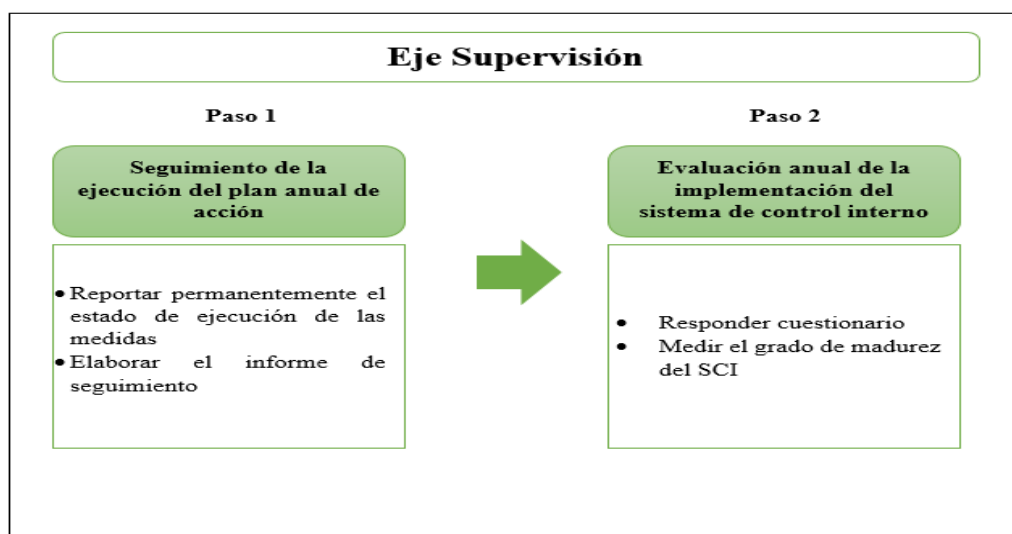 Eje Supervisión
Paso 1
Seguimiento de la
ejecución del plan anual de
acción
• Reportar permanentemente el
estado de ejecución de las
medidas
• Elaborar el informe de
seguimiento
Paso 2
Evaluación anual de la
implementación del
sistema de control interno
• Responder cuestionario
• Medir el grado de madurez
del SCI